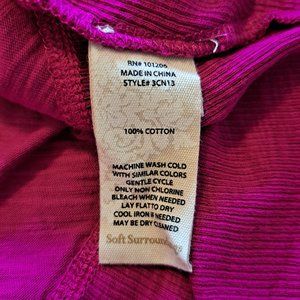 RN# 101206
MADE IN CHINA
STYLE# 3CN13
100% COTTON
MACHINE WASH COLD
WITH SIMILAR COLORS
GENTLE CYCLE
ONLY NON CHLORINE
BLEACH WHEN NEEDED
LAY FLAT TO DRY
COOL IRON IF NEEDED
MAY BE DRY CLEANED
Soft Surroundings